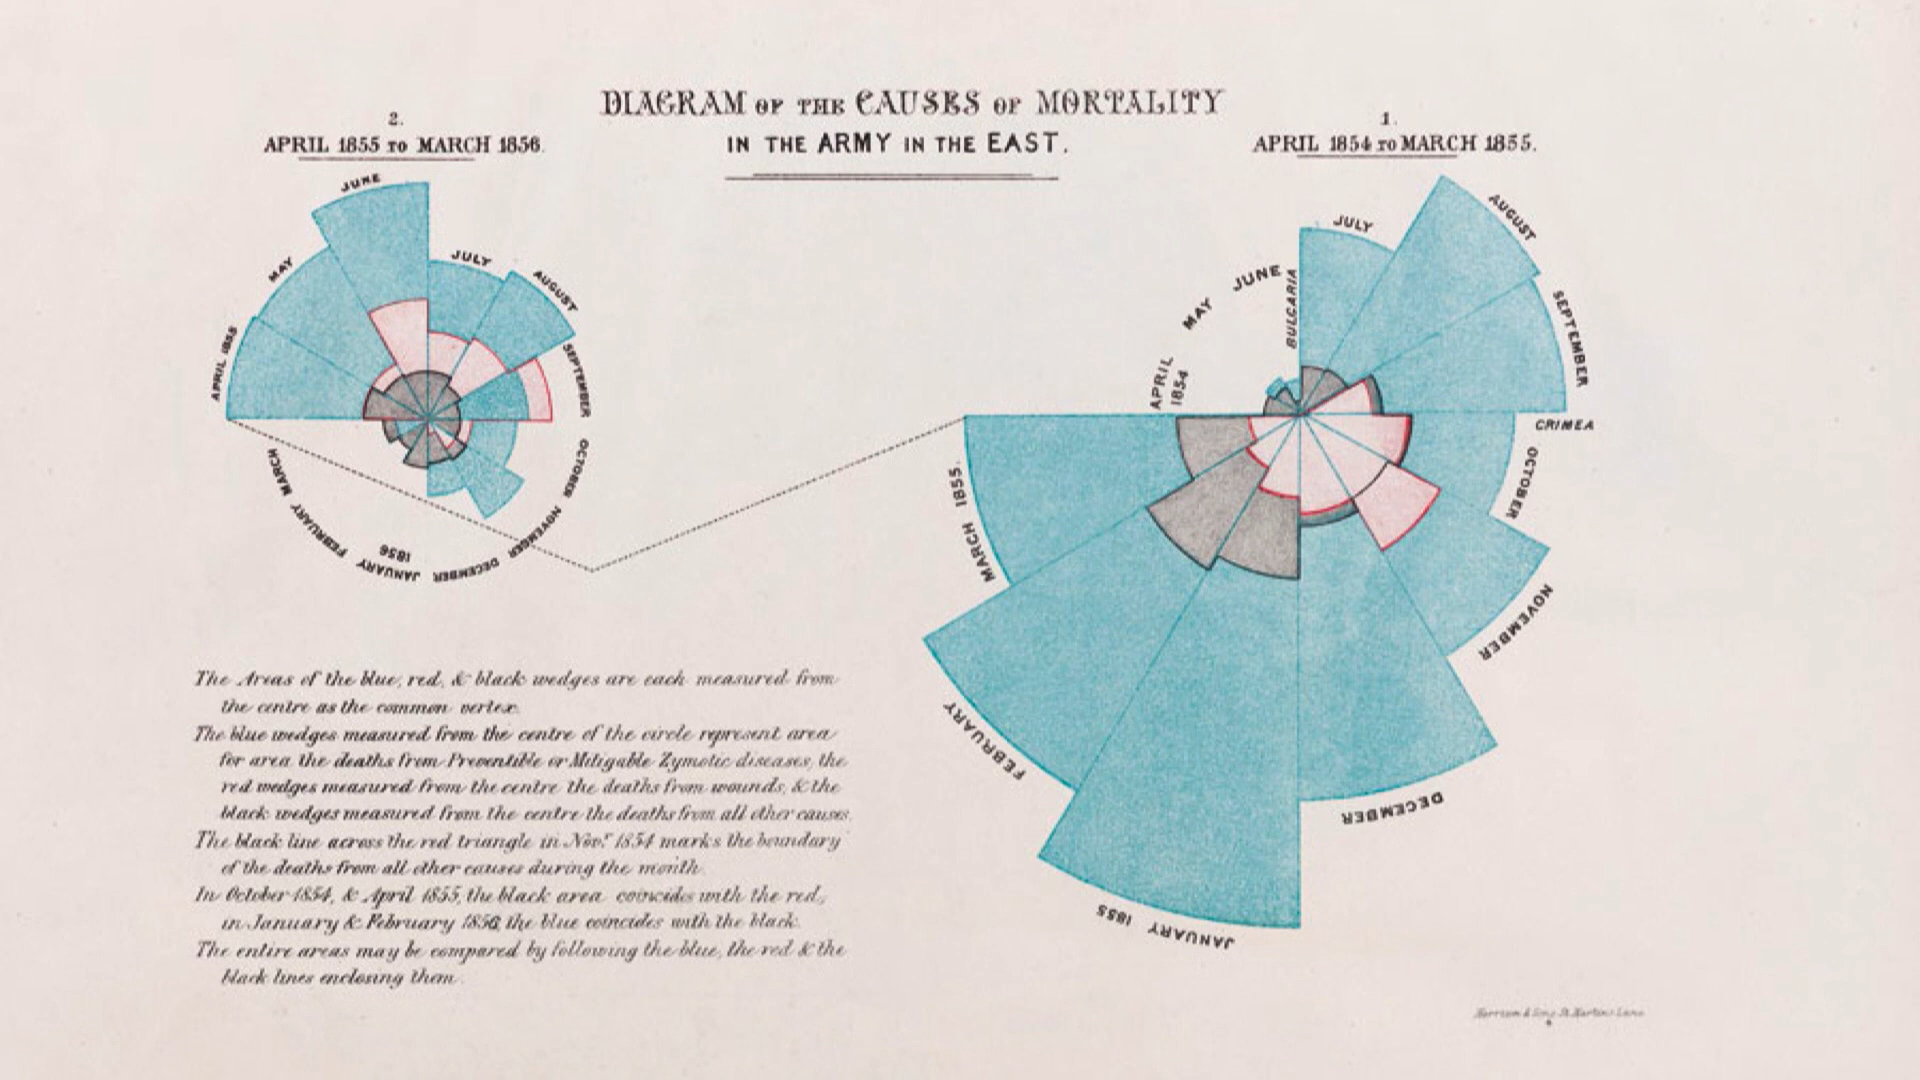 DIAGRAM OF THE CAUSES OF MORTALITY
IN THE ARMY IN THE EAST.
2.
APRIL 1855 TO MARCH 1856.
1.
APRIL 1854 TO MARCH 1855.
APRIL 1855
MAY
JUNE
JULY
AUGUST
SEPTEMBER
OCTOBER
NOVEMBER
DECEMBER
JANUARY
1856
FEBRUARY
MARCH
APRIL
1854
MAY
JUNE
BULGARIA
JULY
AUGUST
SEPTEMBER
CRIMEA
OCTOBER
NOVEMBER
DECEMBER
JANUARY 1855
FEBRUARY
MARCH 1855.
The Areas of the blue, red, & black wedges are each measured from
the centre as the common vertex.
The blue wedges measured from the centre of the circle represent area
for area the deaths from Preventible or Mitigable Zymotic diseases, the
red wedges measured from the centre the deaths from wounds, & the
black wedges measured from the centre the deaths from all other causes.
The black line across the red triangle in Novr. 1854 marks the boundary
of the deaths from all other causes during the month.
In October 1854, & April 1855, the black area coincides with the red,
in January & February 1856, the blue coincides with the black.
The entire areas may be compared by following the blue, the red & the
black lines enclosing them.
Harrison & Sons St. Martins Lane